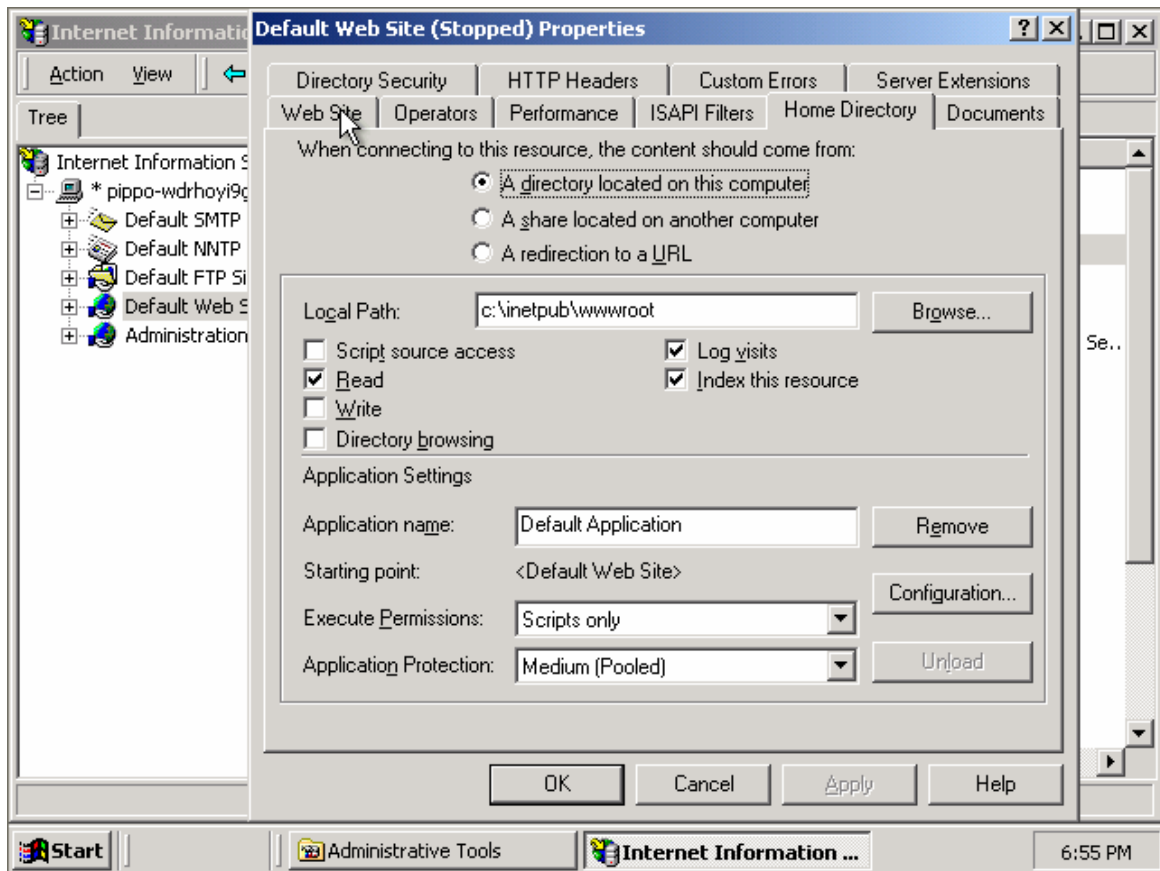 Internet Informatic
Default Web Site (Stopped) Properties
Action View
Tree
Internet Information S
* pippo-wdrhoyi9g
Default SMTP
Default NNTP
Default FTP Si
Default Web S
Administration
Directory Security HTTP Headers Custom Errors Server Extensions
Web Site Operators Performance ISAPI Filters Home Directory Documents
When connecting to this resource, the content should come from:
A directory located on this computer
A share located on another computer
A redirection to a URL
Local Path: c:\inetpub\wwwroot Browse...
Script source access Log visits
Read Index this resource
Write
Directory browsing
Application Settings
Application name: Default Application Remove
Starting point: <Default Web Site>
Configuration...
Execute Permissions: Scripts only
Application Protection: Medium (Pooled) Unload
OK Cancel Apply Help
Se..
Start Administrative Tools Internet Information ... 6:55 PM